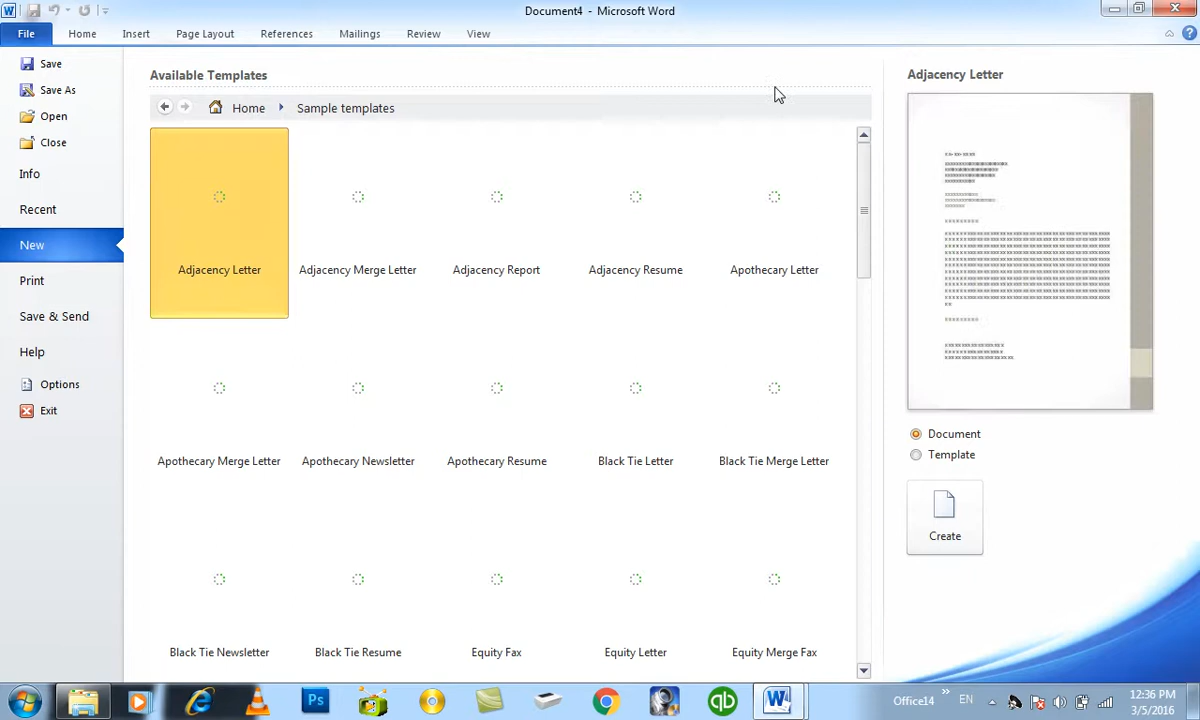 Document4 - Microsoft Word
File Home Insert Page Layout References Mailings Review View
Save
Save As
Open
Close
Info
Recent
New
Print
Save & Send
Help
Options
Exit
Available Templates
Home Sample templates
Adjacency Letter Adjacency Merge Letter Adjacency Report Adjacency Resume Apothecary Letter
Apothecary Merge Letter Apothecary Newsletter Apothecary Resume Black Tie Letter Black Tie Merge Letter
Black Tie Newsletter Black Tie Resume Equity Fax Equity Letter Equity Merge Fax
Adjacency Letter
Document
Template
Create
Ps
Office14 » EN
12:36 PM
3/5/2016